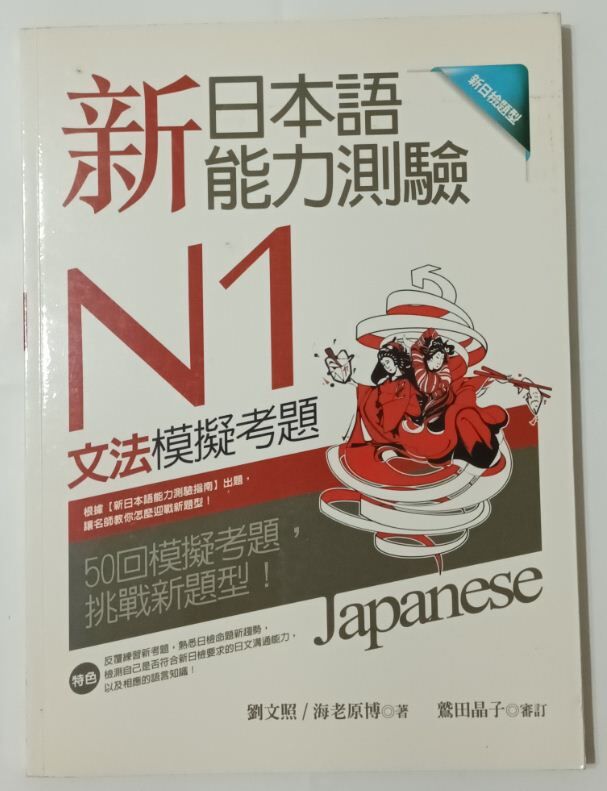 新日本語
能力測驗
新日檢題型
N1
文法模擬考題
根據【新日本語能力測驗指南】出題，
讓名師教你怎麼迎戰新題型！
50回模擬考題，
挑戰新題型！
Japanese
特色
反覆練習新考題，熟悉日檢命題新趨勢，
檢測自己是否符合新日檢要求的日文溝通能力，
以及相應的語言知識！
劉文照/海老原博◎著 鷲田晶子◎審訂